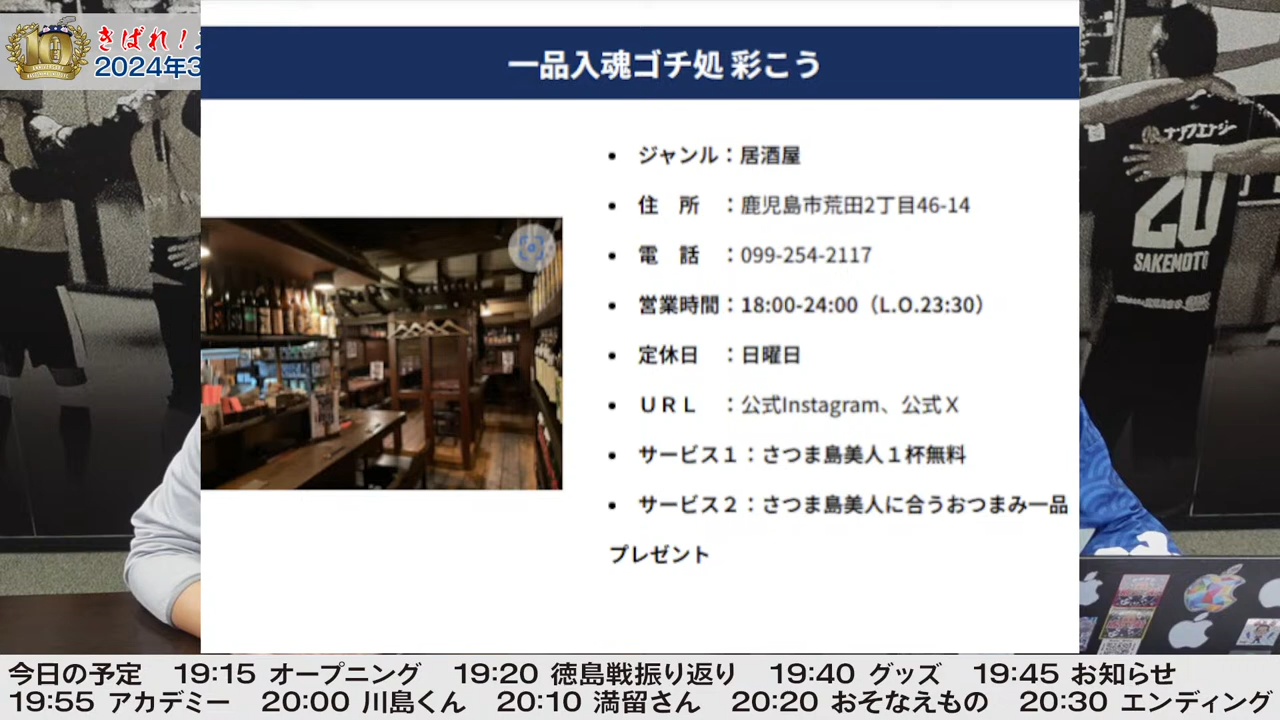 10
ANNIVERSARY
きばれ!
2024年3
一品入魂ゴチ処 彩こう
• ジャンル：居酒屋
• 住　所　：鹿児島市荒田2丁目46-14
• 電　話　：099-254-2117
• 営業時間：18:00-24:00（L.O.23:30）
• 定休日　：日曜日
• ＵＲＬ　：公式Instagram、公式Ｘ
• サービス１：さつま島美人１杯無料
• サービス２：さつま島美人に合うおつまみ一品
プレゼント
20
SAKEMOTO
今日の予定　19:15 オープニング　19:20 徳島戦振り返り　19:40 グッズ　19:45 お知らせ
19:55 アカデミー　20:00 川島くん　20:10 満留さん　20:20 おそなえもの　20:30 エンディング